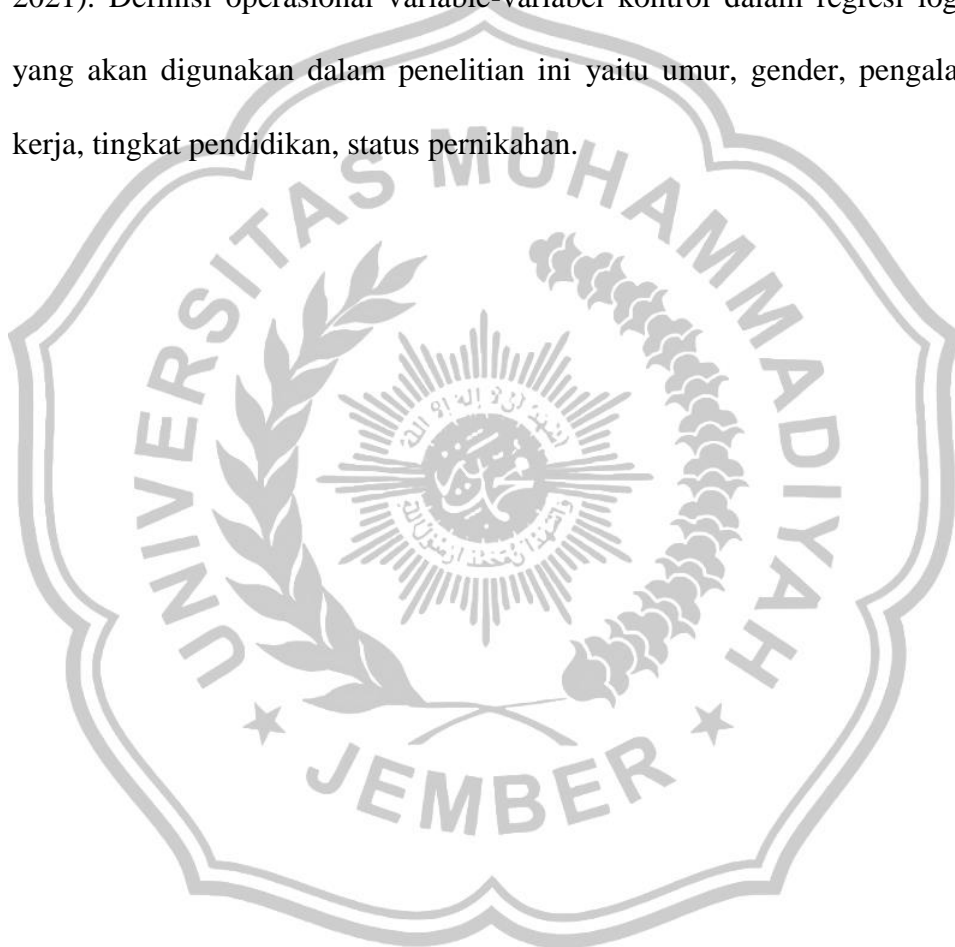 2021). Definisi operasional variable-variabel kontrol dalam regresi log
yang akan digunakan dalam penelitian ini yaitu umur, gender, pengala
kerja, tingkat pendidikan, status pernikahan.
UNIVERSITAS MUHAMMADIYAH
JEMBER